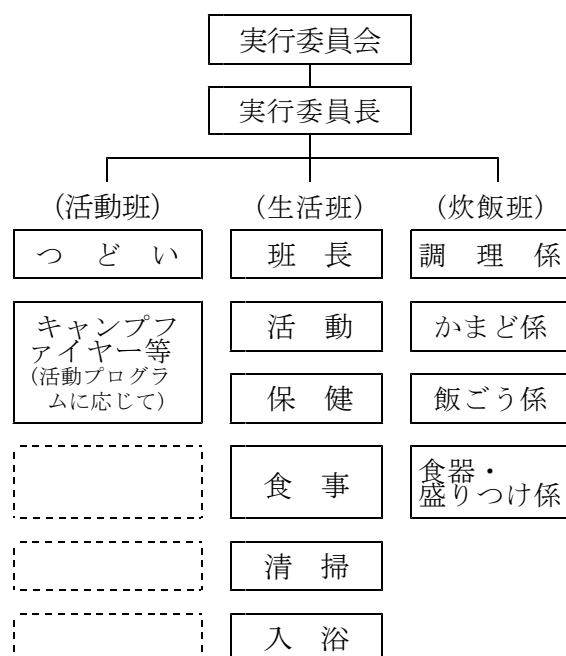 実行委員会
実行委員長
(活動班)
つどい
キャンプフ
ァイヤー等
(活動プログラ
ムに応じて)
(生活班)
班長
活動
保健
食事
清掃
入浴
(炊飯班)
調理係
かまど係
飯ごう係
食器・
盛りつけ係